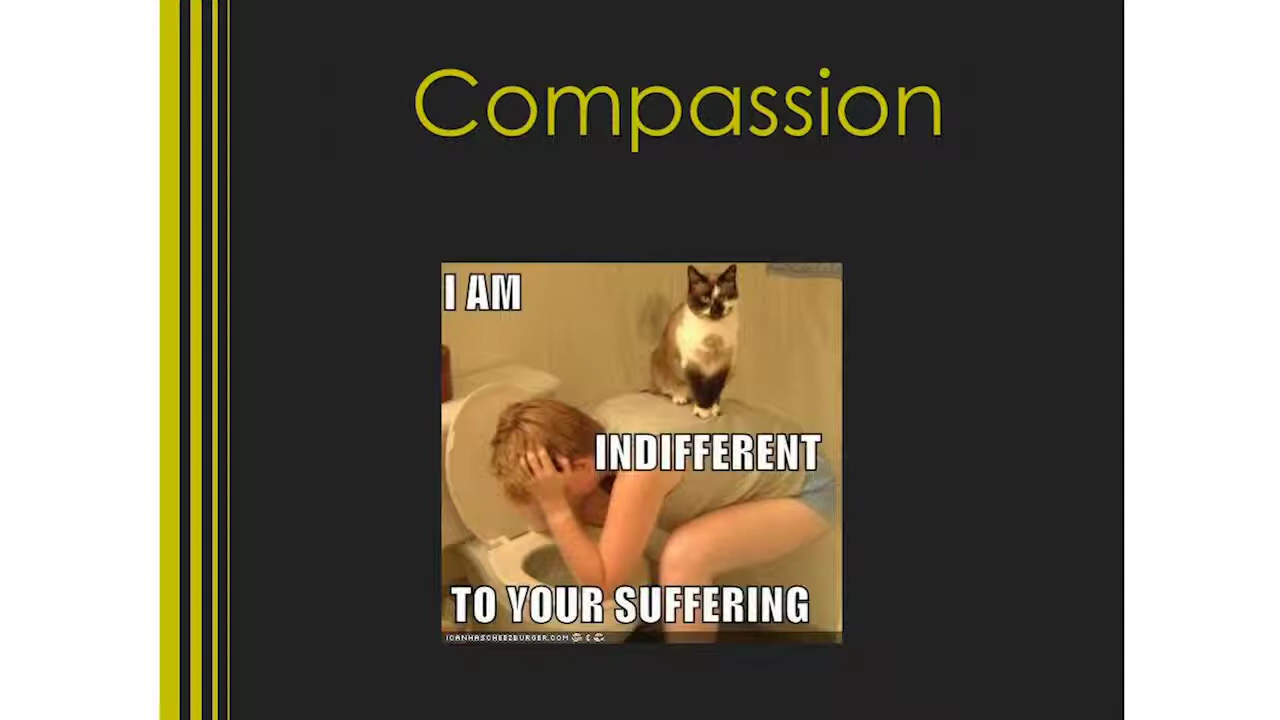 Compassion
I AM
INDIFFERENT
TO YOUR SUFFERING
ICANHASCHEEZBURGER.COM